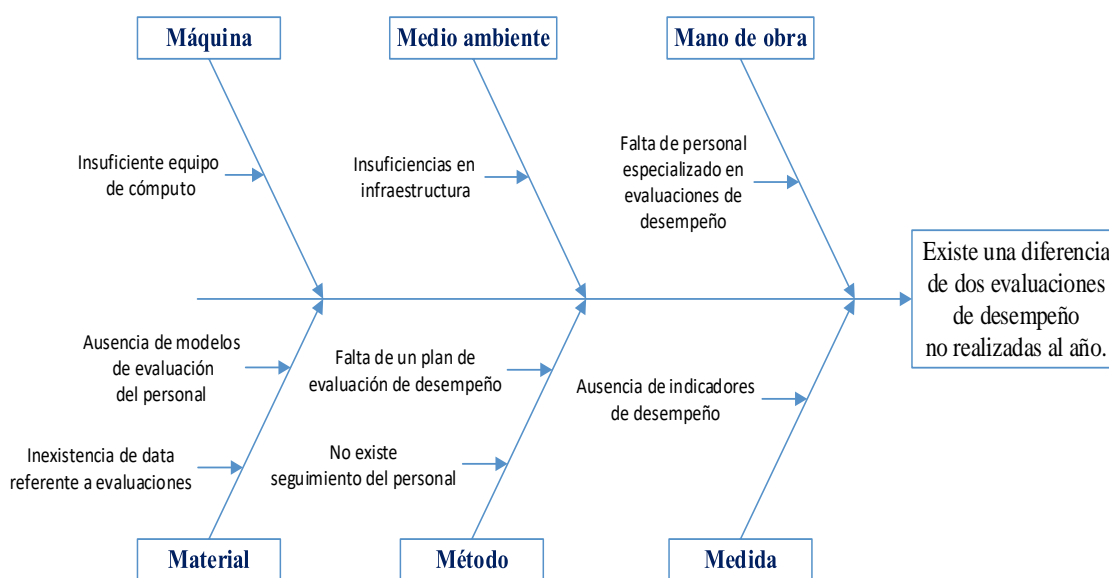 Máquina
Medio ambiente
Mano de obra
Insuficiente equipo
de cómputo
Insuficiencias en
infraestructura
Falta de personal
especializado en
evaluaciones de
desempeño
Existe una diferencia
de dos evaluaciones
de desempeño
no realizadas al año.
Ausencia de modelos
de evaluación
del personal
Falta de un plan de
evaluación de desempeño
Ausencia de indicadores
de desempeño
Inexistencia de data
referente a evaluaciones
No existe
seguimiento del personal
Material
Método
Medida